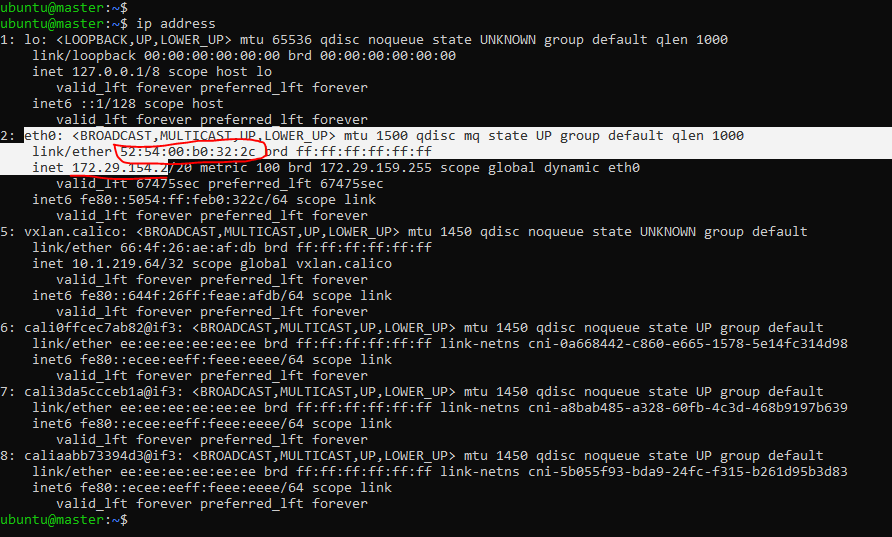 ubuntu@master:~$
ubuntu@master:~$ ip address
1: lo: <LOOPBACK,UP,LOWER_UP> mtu 65536 qdisc noqueue state UNKNOWN group default qlen 1000
link/loopback 00:00:00:00:00:00 brd 00:00:00:00:00:00
inet 127.0.0.1/8 scope host lo
valid_lft forever preferred_lft forever
inet6 ::1/128 scope host
valid_lft forever preferred_lft forever
2: eth0: <BROADCAST,MULTICAST,UP,LOWER_UP> mtu 1500 qdisc mq state UP group default qlen 1000
link/ether 52:54:00:b0:32:2c brd ff:ff:ff:ff:ff:ff
inet 172.29.154.2/20 metric 100 brd 172.29.159.255 scope global dynamic eth0
valid_lft 67475sec preferred_lft 67475sec
inet6 fe80::5054:ff:feb0:322c/64 scope link
valid_lft forever preferred_lft forever
5: vxlan.calico: <BROADCAST,MULTICAST,UP,LOWER_UP> mtu 1450 qdisc noqueue state UNKNOWN group default
link/ether 66:4f:26:ae:af:db brd ff:ff:ff:ff:ff:ff
inet 10.1.219.64/32 scope global vxlan.calico
valid_lft forever preferred_lft forever
inet6 fe80::644f:26ff:feae:afdb/64 scope link
valid_lft forever preferred_lft forever
6: cali0ffcec7ab82@if3: <BROADCAST,MULTICAST,UP,LOWER_UP> mtu 1450 qdisc noqueue state UP group default
link/ether ee:ee:ee:ee:ee:ee brd ff:ff:ff:ff:ff:ff link-netns cni-0a668442-c860-e665-1578-5e14fc314d98
inet6 fe80::ecee:eeff:feee:eeee/64 scope link
valid_lft forever preferred_lft forever
7: cali3da5ccceb1a@if3: <BROADCAST,MULTICAST,UP,LOWER_UP> mtu 1450 qdisc noqueue state UP group default
link/ether ee:ee:ee:ee:ee:ee brd ff:ff:ff:ff:ff:ff link-netns cni-a8bab485-a328-60fb-4c3d-468b9197b639
inet6 fe80::ecee:eeff:feee:eeee/64 scope link
valid_lft forever preferred_lft forever
8: caliaabb73394d3@if3: <BROADCAST,MULTICAST,UP,LOWER_UP> mtu 1450 qdisc noqueue state UP group default
link/ether ee:ee:ee:ee:ee:ee brd ff:ff:ff:ff:ff:ff link-netns cni-5b055f93-bda9-24fc-f315-b261d95b3d83
inet6 fe80::ecee:eeff:feee:eeee/64 scope link
valid_lft forever preferred_lft forever
ubuntu@master:~$